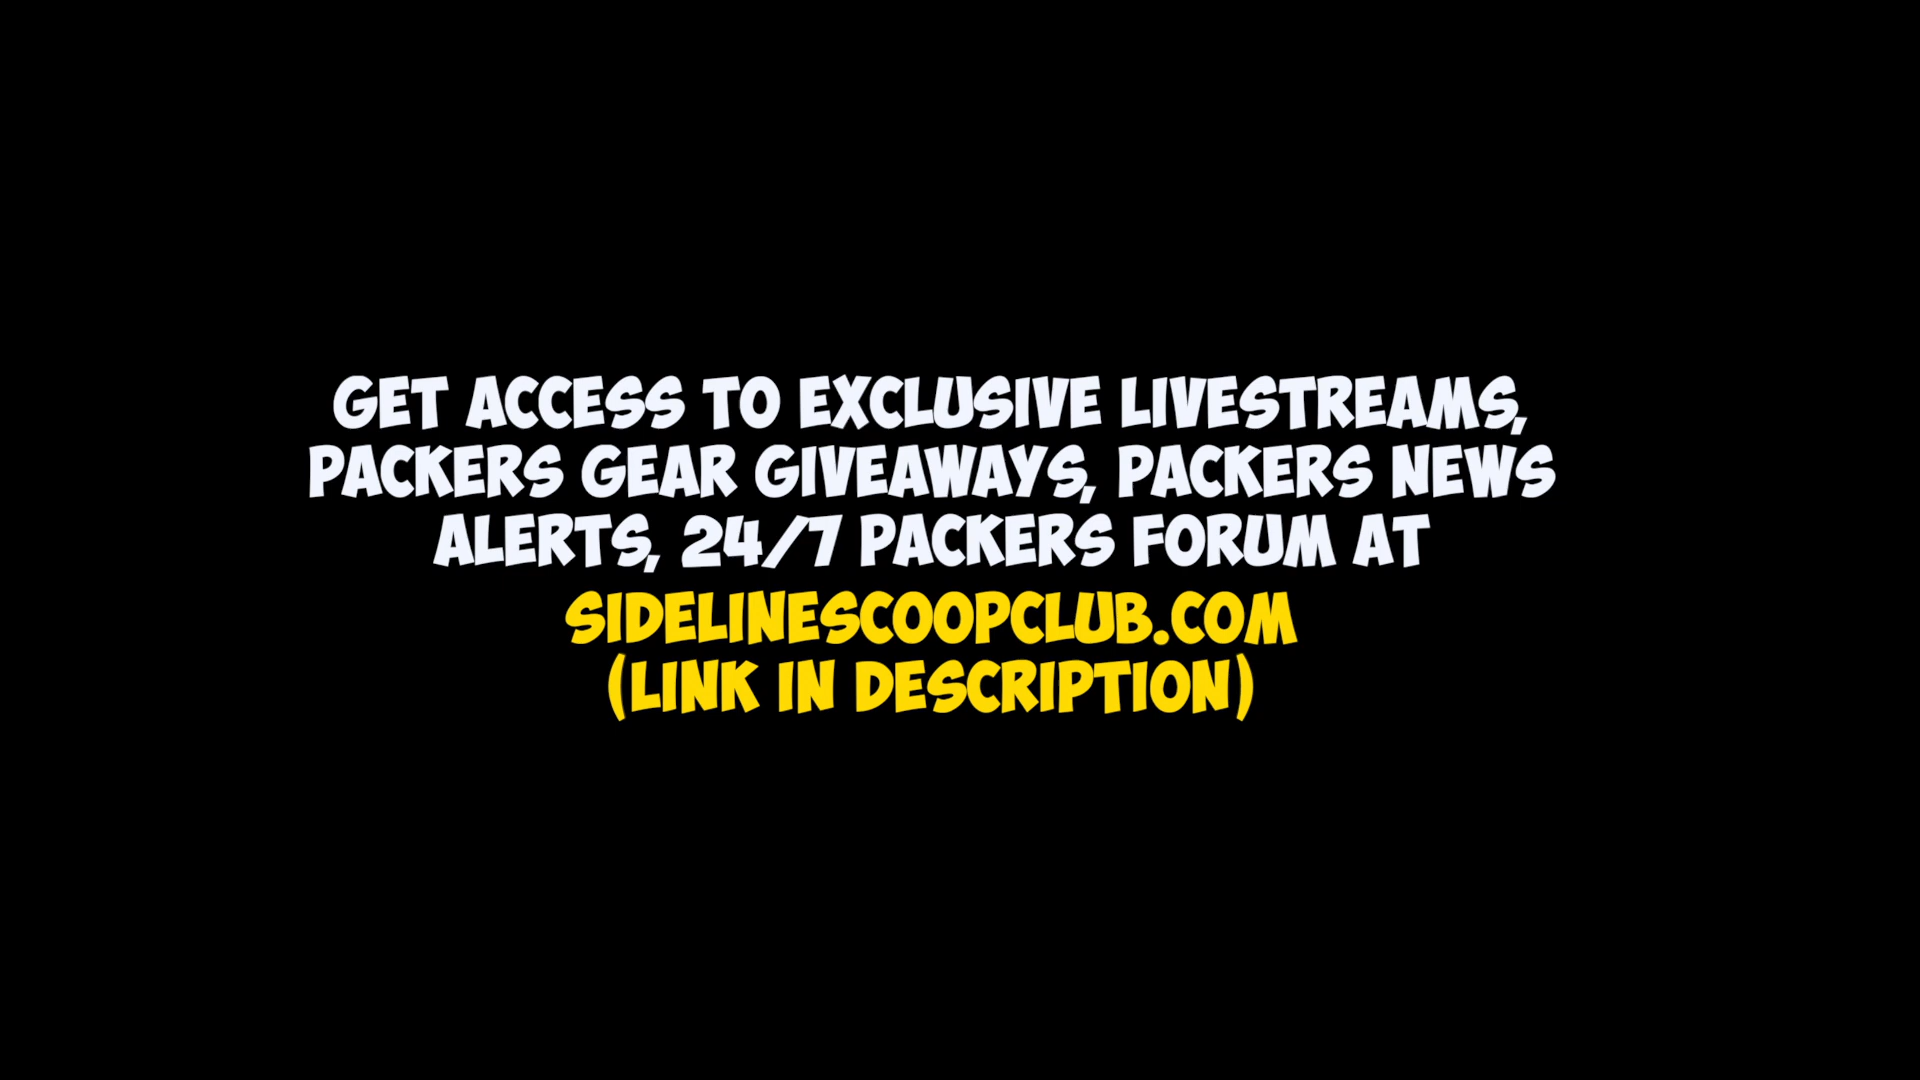 GET ACCESS TO EXCLUSIVE LIVESTREAMS,
PACKERS GEAR GIVEAWAYS, PACKERS NEWS
ALERTS, 24/7 PACKERS FORUM AT
SIDELINESCOOPCLUB.COM
(LINK IN DESCRIPTION)